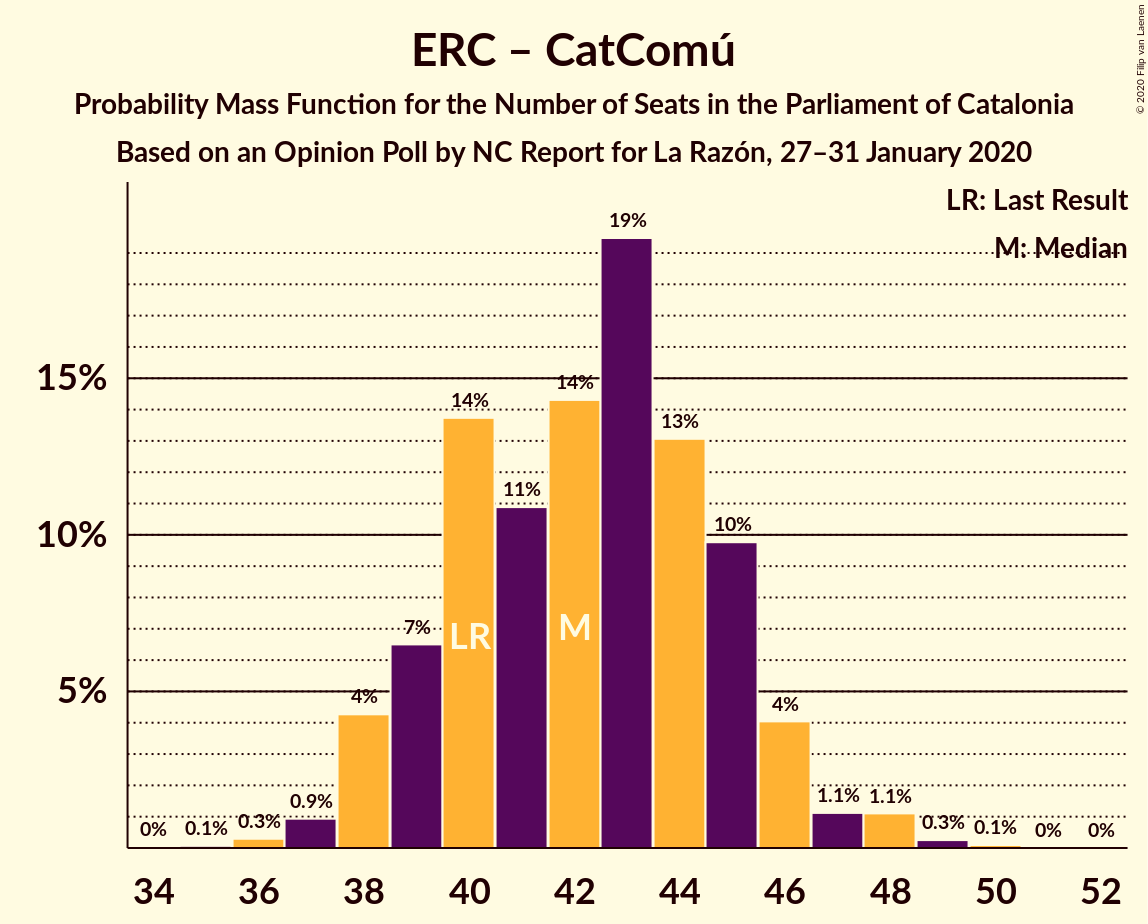 ERC – CatComú
Probability Mass Function for the Number of Seats in the Parliament of Catalonia
Based on an Opinion Poll by NC Report for La Razón, 27–31 January 2020
© 2020 Filip van Laenen
LR: Last Result
M: Median
15%
10%
5%
0%
0.1%
0.3%
0.9%
4%
7%
14%
11%
14%
19%
13%
10%
4%
1.1%
1.1%
0.3%
0.1%
0%
0%
LR
M
34 36 38 40 42 44 46 48 50 52